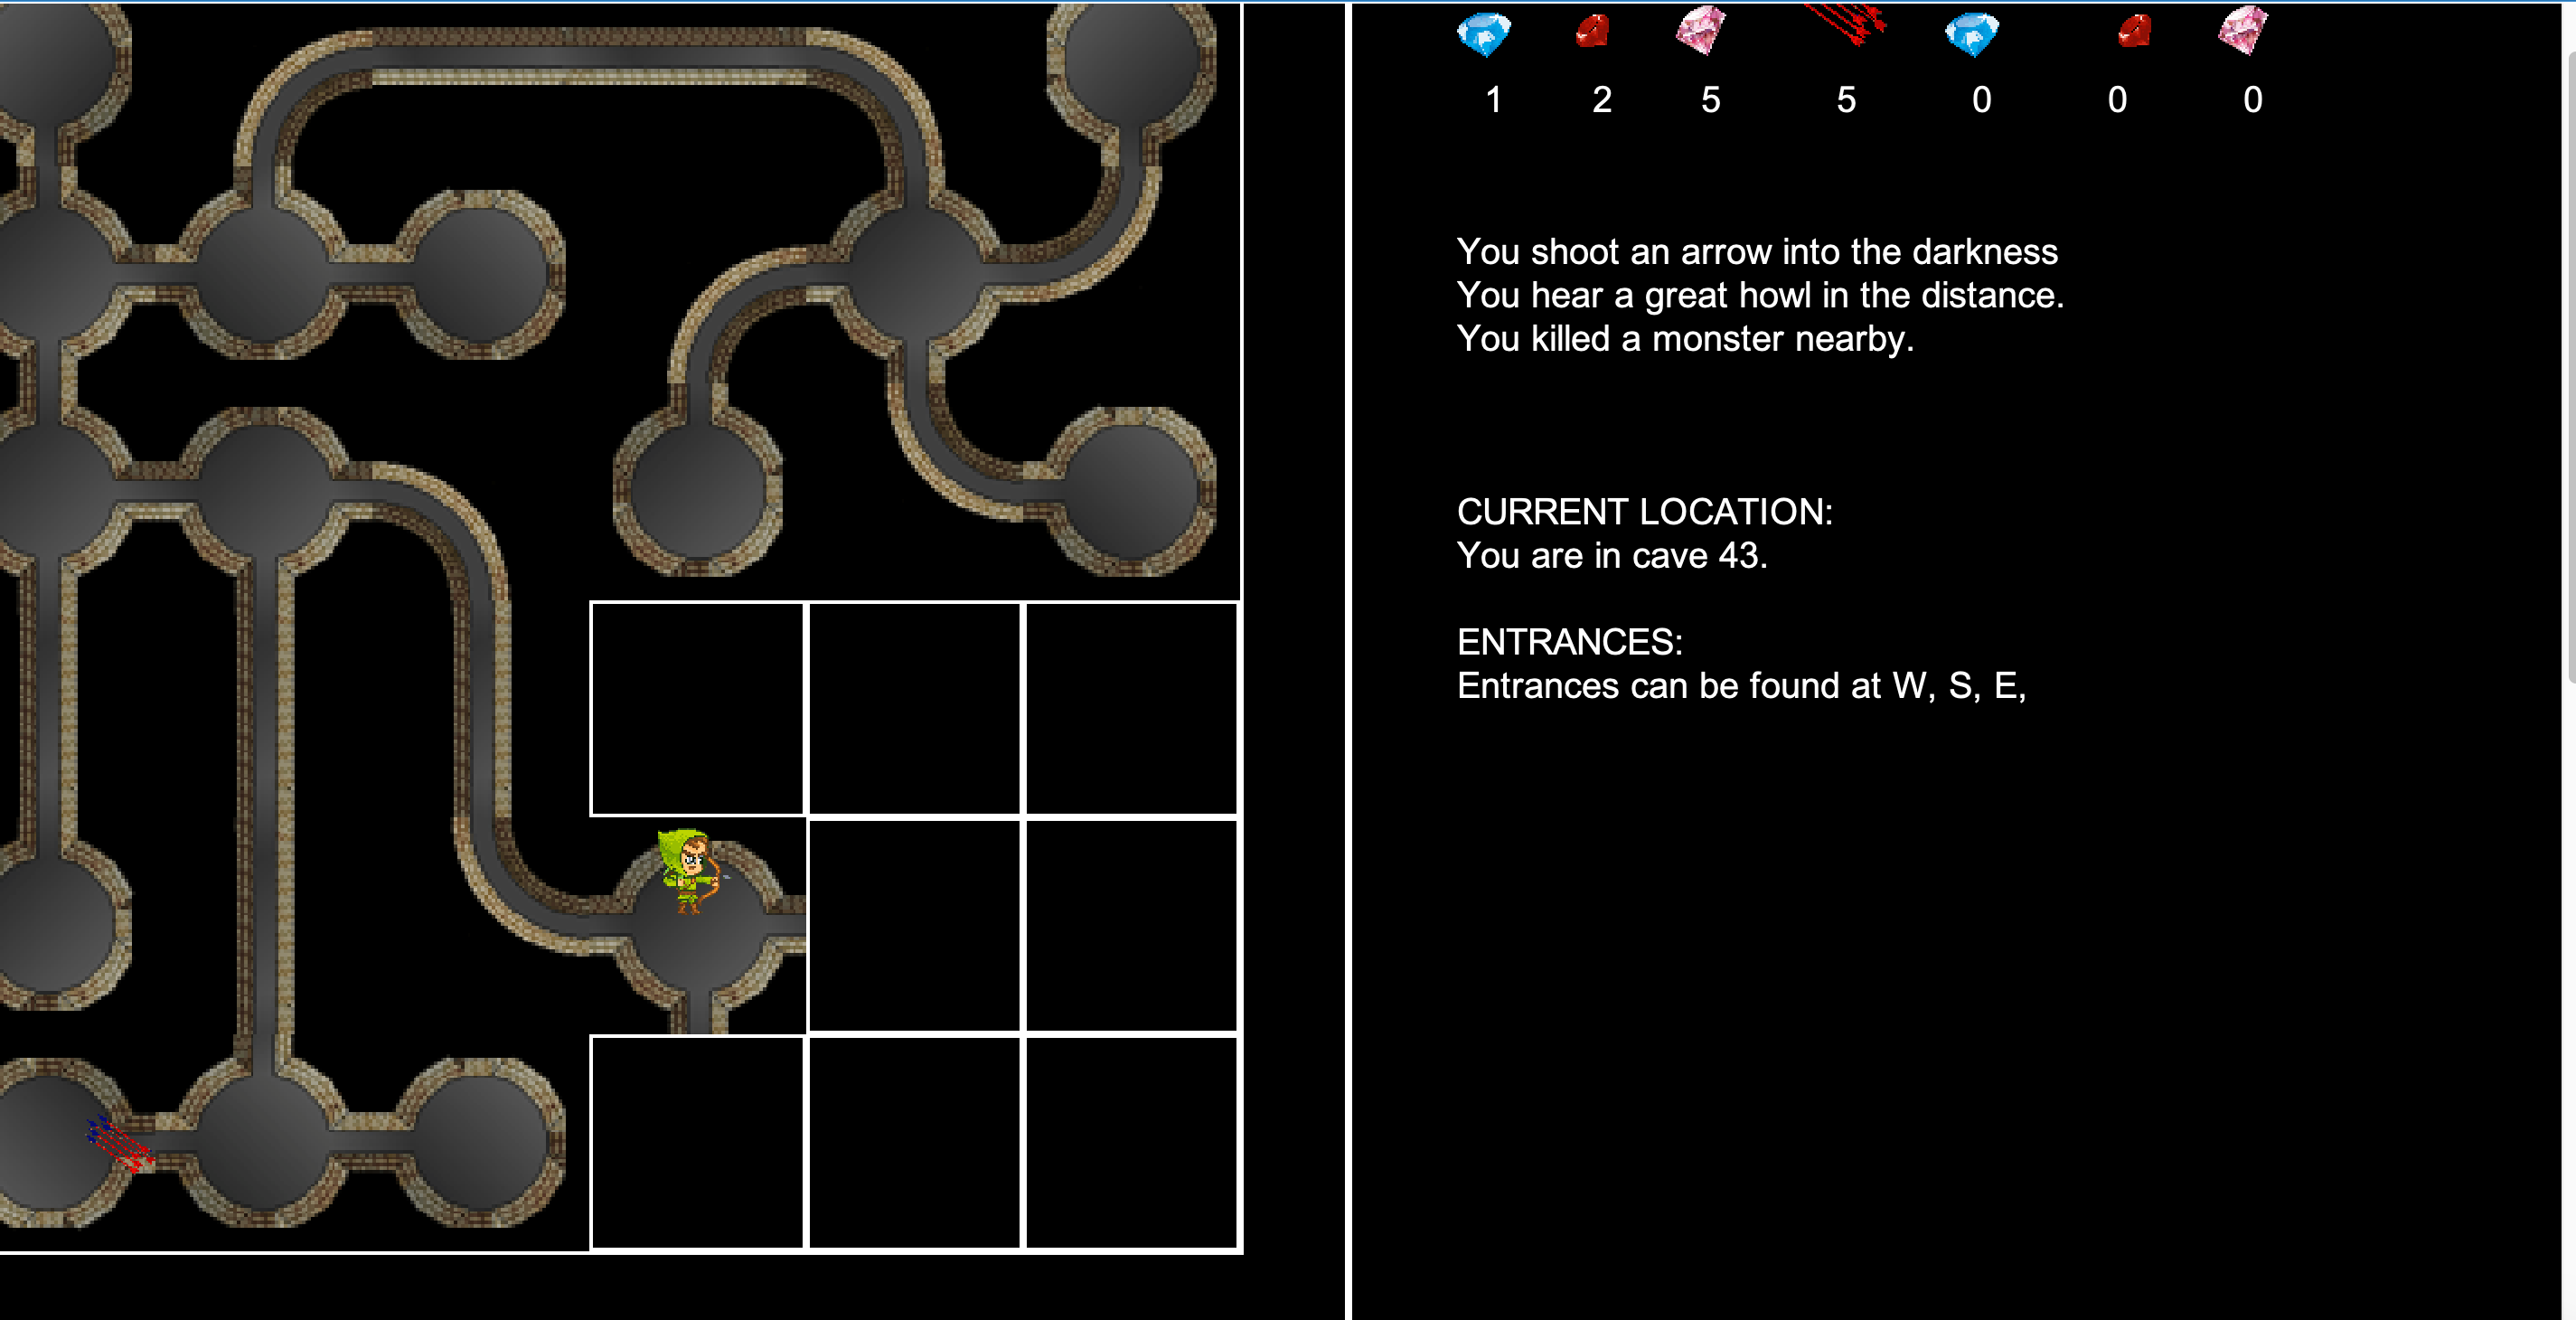 1 2 5 5 0 0 0
You shoot an arrow into the darkness
You hear a great howl in the distance.
You killed a monster nearby.
CURRENT LOCATION:
You are in cave 43.
ENTRANCES:
Entrances can be found at W, S, E,